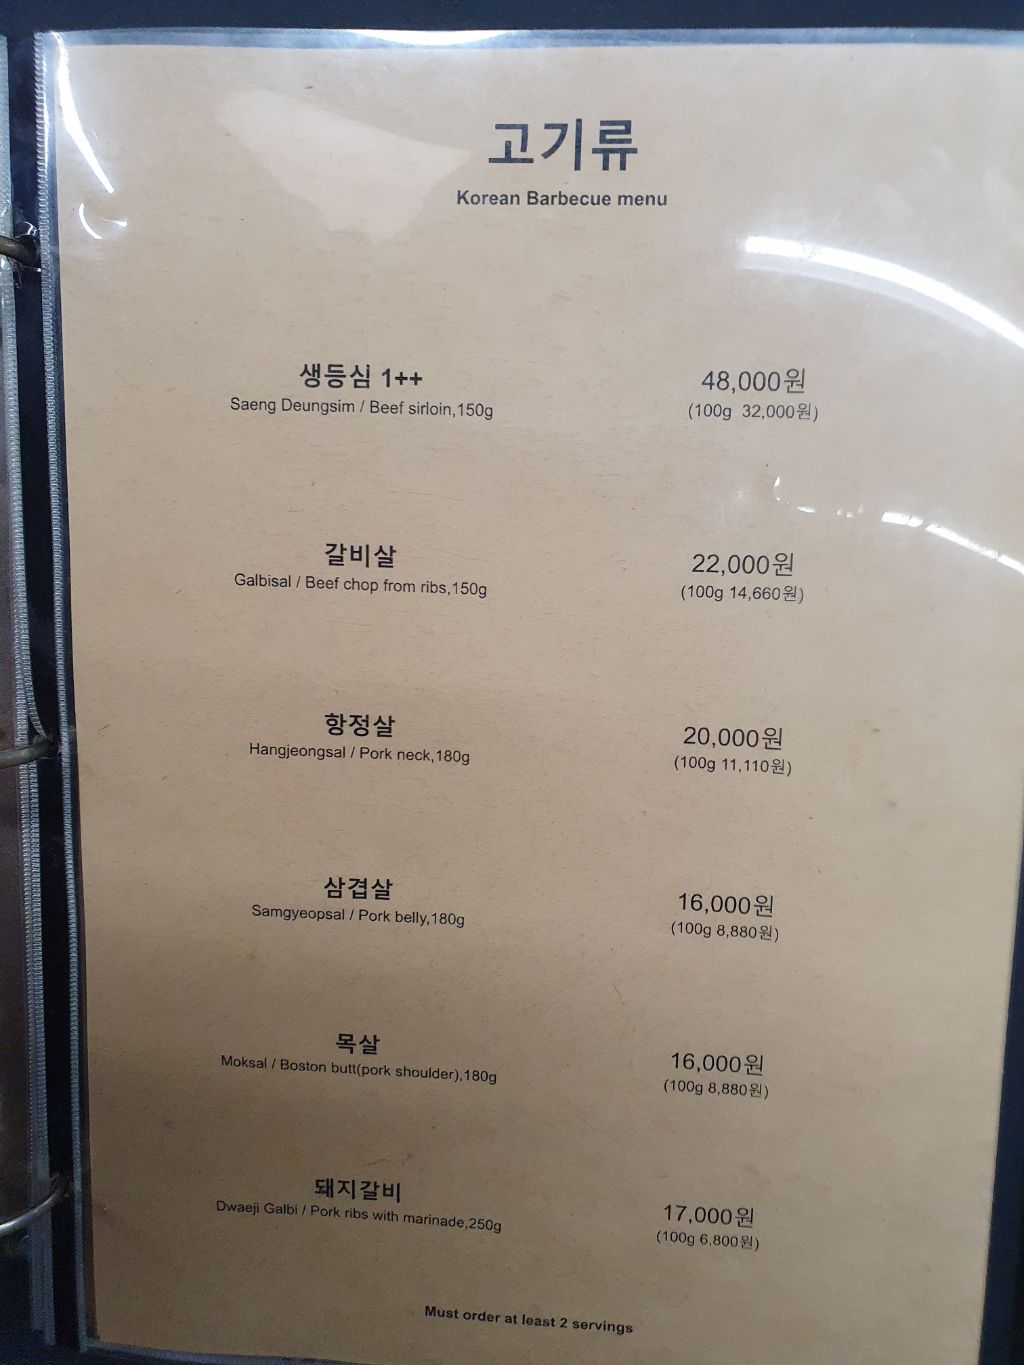 고기류
Korean Barbecue menu
생등심 1++
Saeng Deungsim / Beef sirloin,150g
48,000원
(100g 32,000원)
갈비살
Galbisal / Beef chop from ribs,150g
22,000원
(100g 14,660원)
항정살
Hangjeongsal / Pork neck,180g
20,000원
(100g 11,110원)
삼겹살
Samgyeopsal / Pork belly,180g
16,000원
(100g 8,880원)
목살
Moksal / Boston butt(pork shoulder),180g
16,000원
(100g 8,880원)
돼지갈비
Dwaeji Galbi / Pork ribs with marinade,250g
17,000원
(100g 6,800원)
Must order at least 2 servings